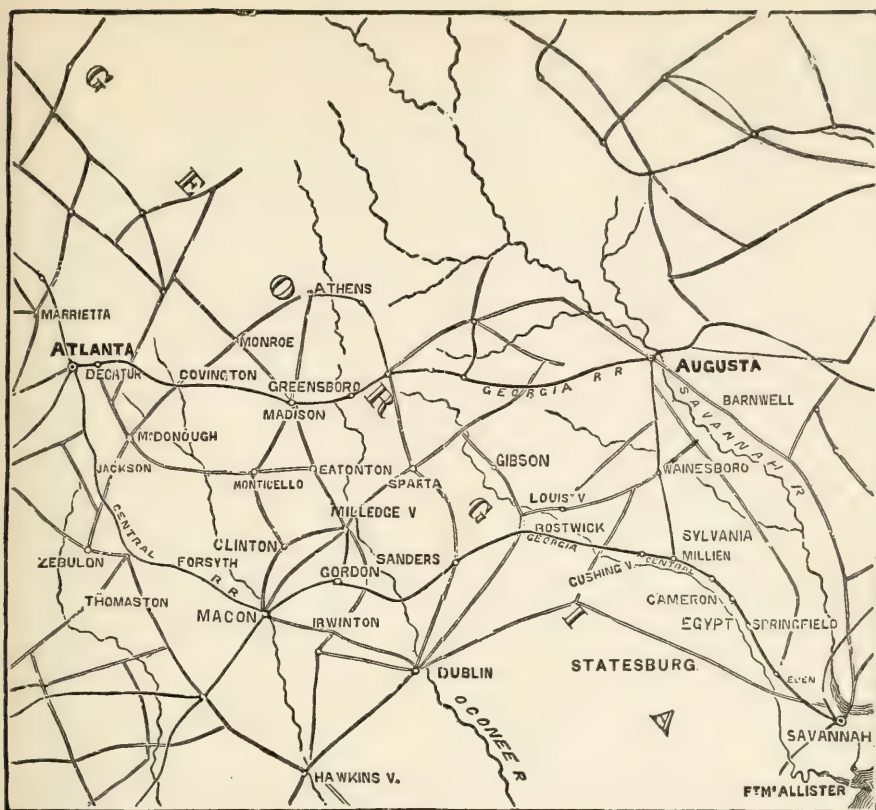 G
E
O
R
G
I
A
ATHENS
MARRIETTA
MONROE
ATLANTA
DECATUR
COVINGTON
GREENSBORO
MADISON
GEORGIA R R
AUGUSTA
SAVANNAH R
BARNWELL
McDONOUGH
JACKSON
MONTICELLO
EATONTON
SPARTA
GIBSON
WAINESBORO
LOUISV V
MILLEDGE V
CENTRAL R
CLINTON
SANDERS
BOSTWICK
GEORGIA CENTRAL
SYLVANIA
MILLIEN
ZEBULON
FORSYTH
GORDON
CUSHING V.
THOMASTON
CAMERON
MACON
IRWINTON
EGYPT
SPRINGFIELD
DUBLIN
STATESBURG
EDEN
OCONEE R
SAVANNAH
HAWKINS V.
FT McALLISTER